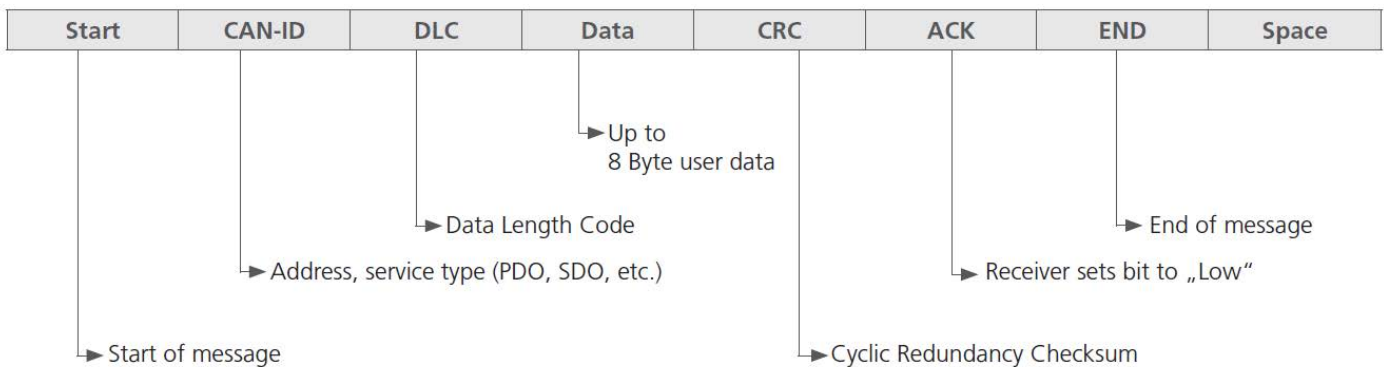 Start CAN-ID DLC Data CRC ACK END Space
Up to
8 Byte user data
Data Length Code
End of message
Address, service type (PDO, SDO, etc.)
Receiver sets bit to „Low“
Start of message
Cyclic Redundancy Checksum